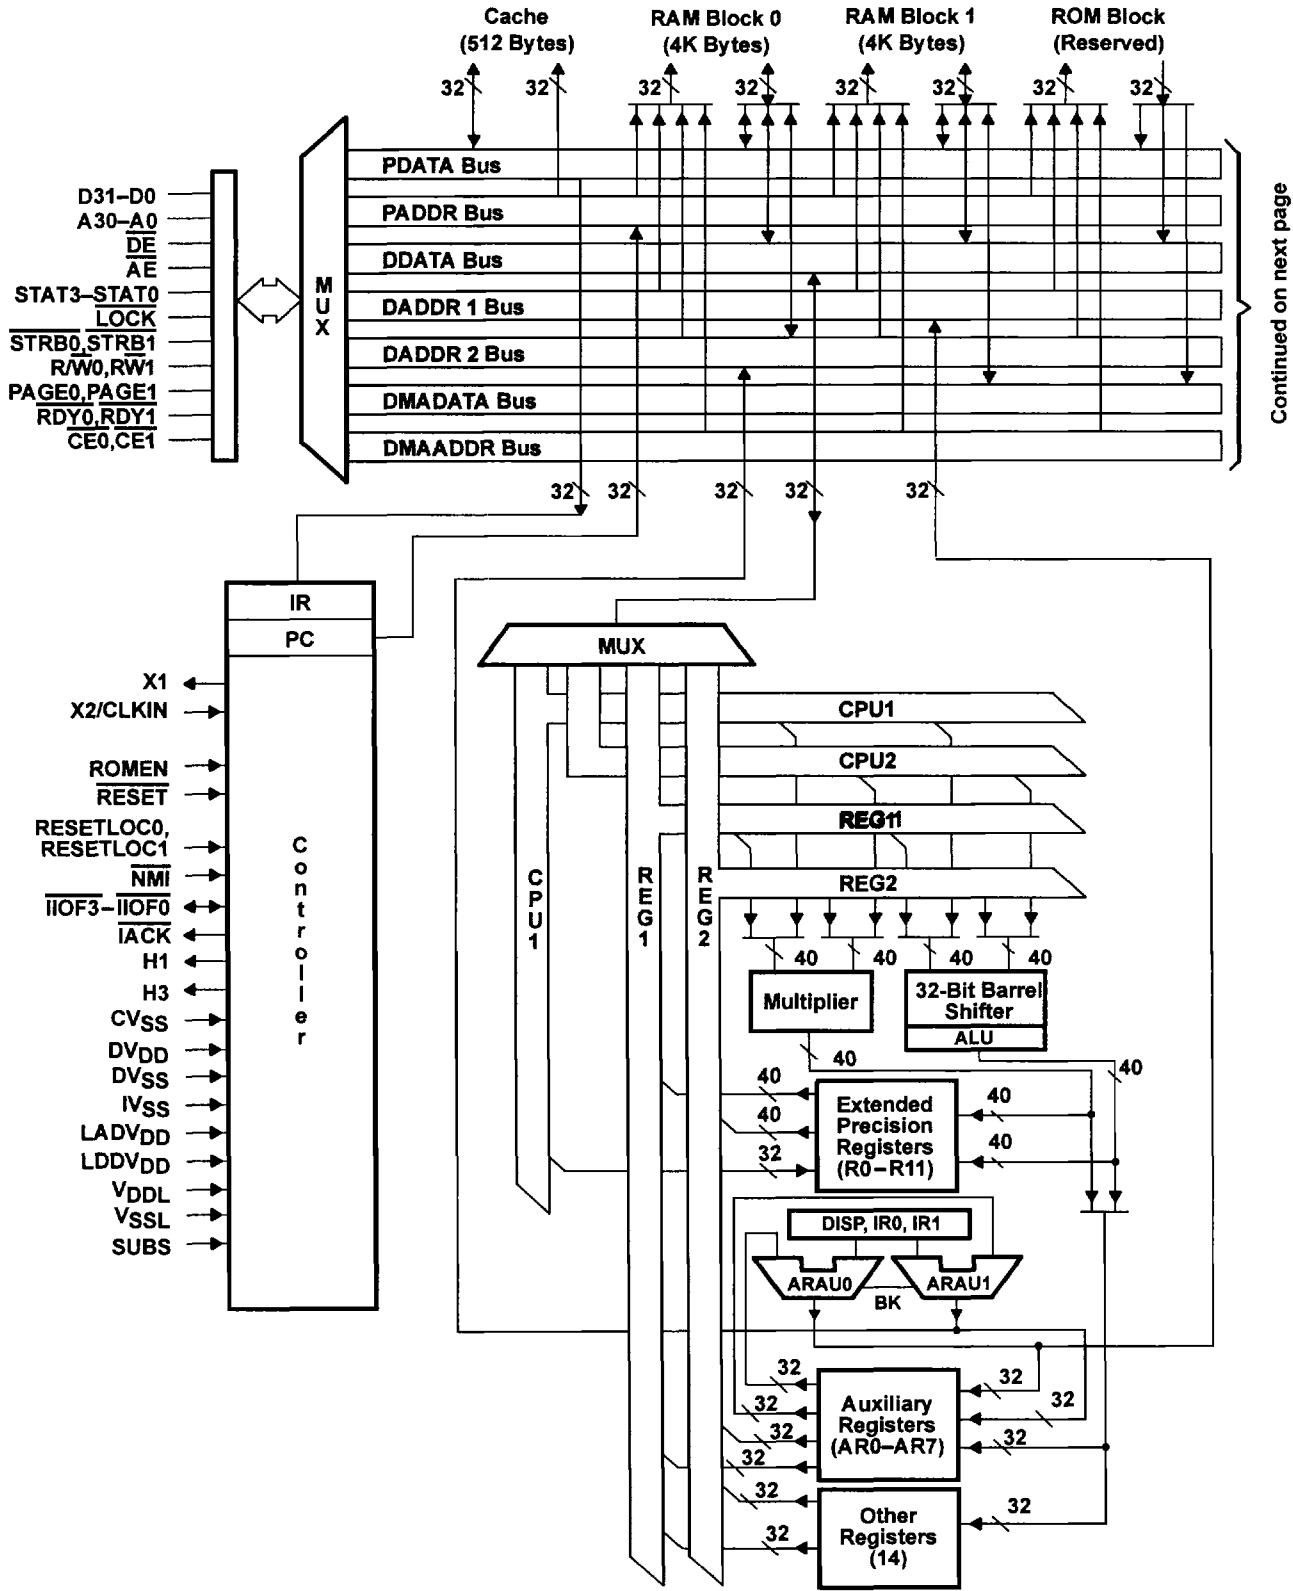 Cache
(512 Bytes)
RAM Block 0
(4K Bytes)
RAM Block 1
(4K Bytes)
ROM Block
(Reserved)
32
32
32
32
32
32
32
32
PDATA Bus
PADDR Bus
DDATA Bus
DADDR 1 Bus
DADDR 2 Bus
DMADATA Bus
DMAADDR Bus
MUX
D31–D0
A30–A0
DE
AE
STAT3–STAT0
LOCK
STRB0,STRB1
R/W0,RW1
PAGE0,PAGE1
RDY0,RDY1
CE0,CE1
Continued on next page
32
32
32
32
32
IR
PC
Controller
X1
X2/CLKIN
ROMEN
RESET
RESETLOC0,
RESETLOC1
NMI
IIOF3–IIOF0
IACK
H1
H3
CVSS
DVDD
DVSS
IVSS
LADVDD
LDDVDD
VDDL
VSSL
SUBS
MUX
CPU1
CPU2
REG11
REG2
CPU1
REG1
REG2
40
40
40
40
Multiplier
32-Bit Barrel
Shifter
ALU
40
40
40
40
32
Extended
Precision
Registers
(R0–R11)
40
40
DISP, IR0, IR1
ARAU0
ARAU1
BK
32
32
32
32
Auxiliary
Registers
(AR0–AR7)
32
32
32
32
32
Other
Registers
(14)
32